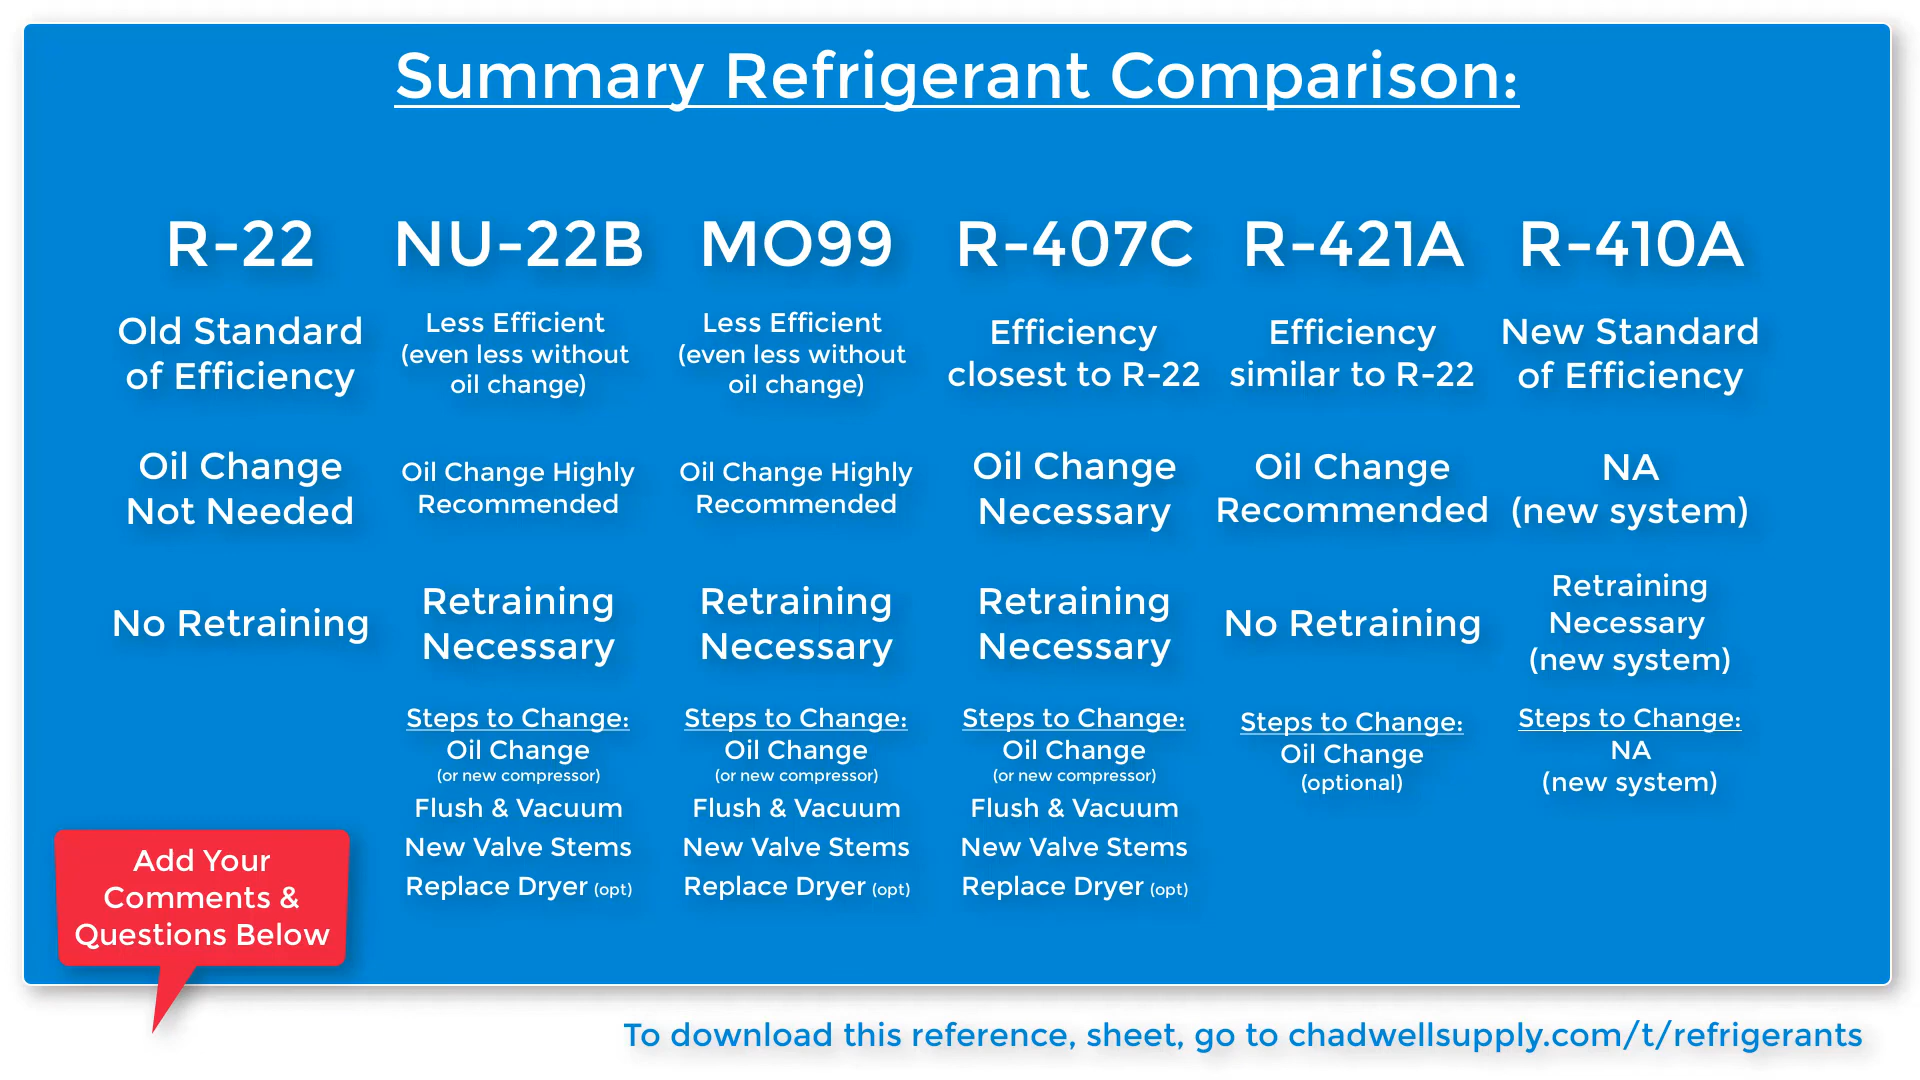 Summary Refrigerant Comparison:
R-22
Old Standard
of Efficiency
Oil Change
Not Needed
No Retraining
NU-22B
Less Efficient
(even less without
oil change)
Oil Change Highly
Recommended
Retraining
Necessary
Steps to Change:
Oil Change
(or new compressor)
Flush & Vacuum
New Valve Stems
Replace Dryer (opt)
MO99
Less Efficient
(even less without
oil change)
Oil Change Highly
Recommended
Retraining
Necessary
Steps to Change:
Oil Change
(or new compressor)
Flush & Vacuum
New Valve Stems
Replace Dryer (opt)
R-407C
Efficiency
closest to R-22
Oil Change
Necessary
Retraining
Necessary
Steps to Change:
Oil Change
(or new compressor)
Flush & Vacuum
New Valve Stems
Replace Dryer (opt)
R-421A
Efficiency
similar to R-22
Oil Change
Recommended
No Retraining
Steps to Change:
Oil Change
(optional)
R-410A
New Standard
of Efficiency
NA
(new system)
Retraining
Necessary
(new system)
Steps to Change:
NA
(new system)
Add Your
Comments &
Questions Below
To download this reference, sheet, go to chadwellsupply.com/t/refrigerants